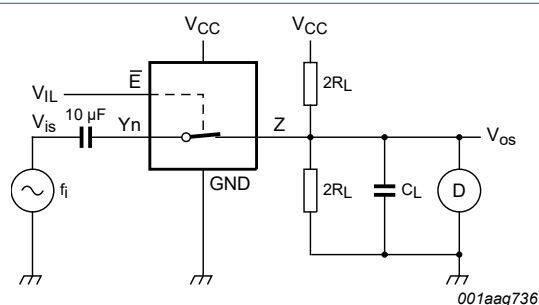 VCC VCC
E̅
2RL
VIL
10 µF
Vis Yn Z Vos
fi
GND 2RL CL D
001aag736